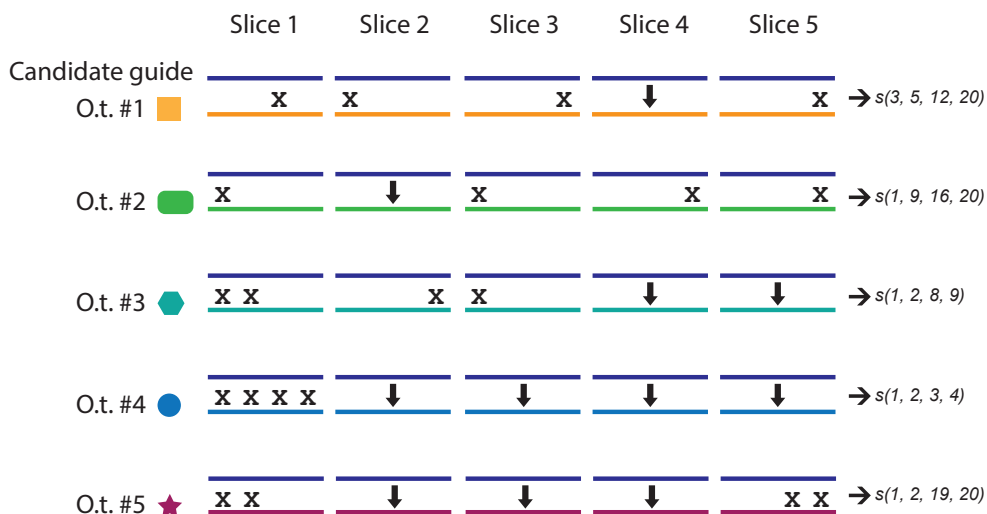 Slice 1 Slice 2 Slice 3 Slice 4 Slice 5
Candidate guide
O.t. #1 X X X X s(3, 5, 12, 20)
O.t. #2 X X X X s(1, 9, 16, 20)
O.t. #3 X X X X s(1, 2, 8, 9)
O.t. #4 X X X X s(1, 2, 3, 4)
O.t. #5 X X X X s(1, 2, 19, 20)